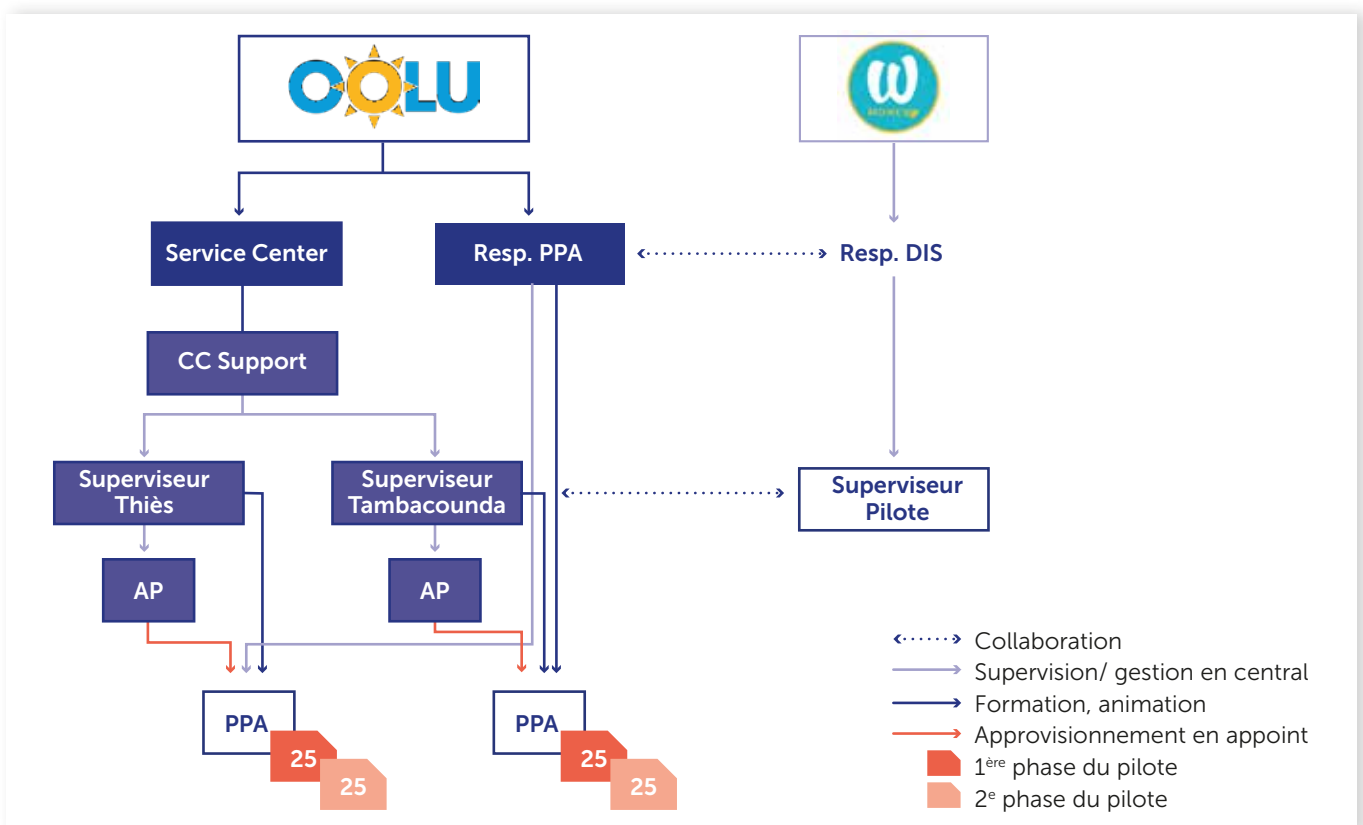 OOLU
W
Service Center
Resp. PPA
Resp. DIS
CC Support
Superviseur
Thiès
Superviseur
Tambacounda
Superviseur
Pilote
AP
AP
PPA
25
25
PPA
25
25
Collaboration
Supervision/ gestion en central
Formation, animation
Approvisionnement en appoint
1ère phase du pilote
2e phase du pilote